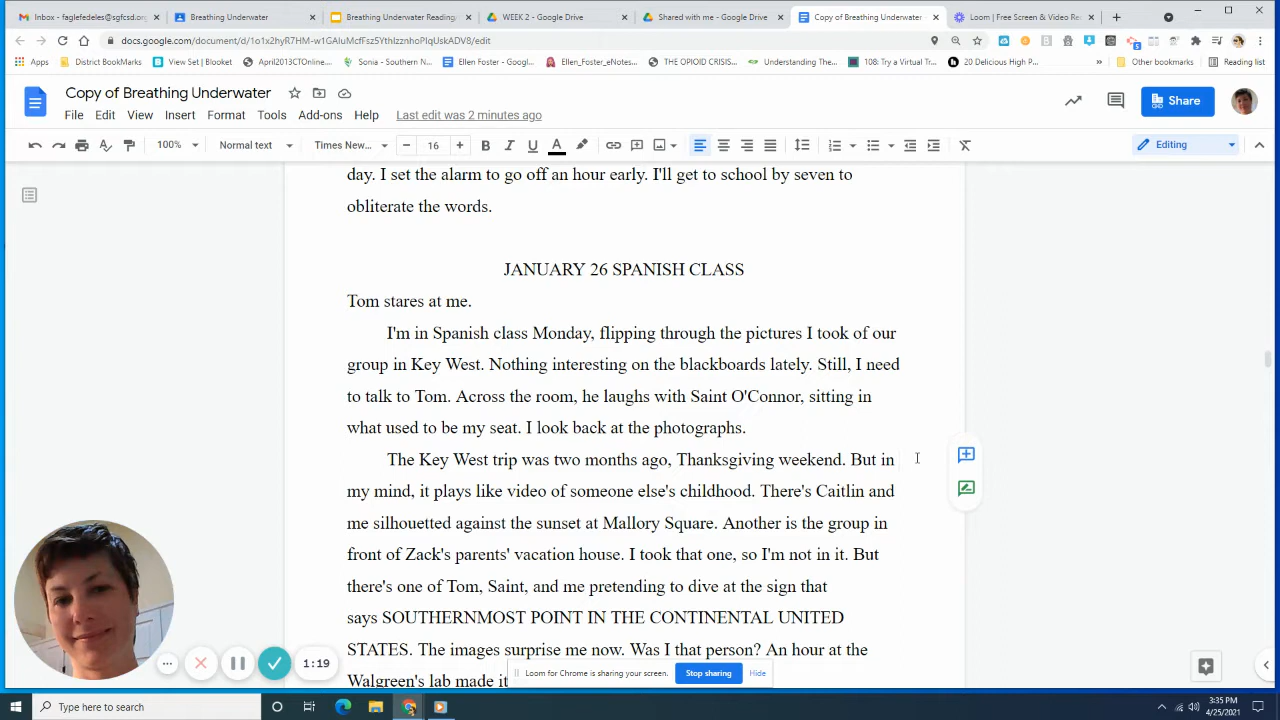 Inbox - faglefedeles@sgfcsd.org
Breathing Underwater
Breathing Underwater Reading
WEEK 2 - Google Drive
Shared with me - Google Drive
Copy of Breathing Underwater
Loom | Free Screen & Video Re
Apps
District BookMarks
View Set | Blooket
April2013CTonline...
Sonia - Southern N...
Ellen Foster - Googl...
Ellen_Foster_eNotes...
THE OPIOID CRISIS...
Understanding The...
108: Try a Virtual Tr...
20 Delicious High P...
Other bookmarks
Reading list
Copy of Breathing Underwater
File Edit View Insert Format Tools Add-ons Help Last edit was 2 minutes ago
Share
100% Normal text Times New... 16 B I U A Editing
day. I set the alarm to go off an hour early. I'll get to school by seven to
obliterate the words.
JANUARY 26 SPANISH CLASS
Tom stares at me.
I'm in Spanish class Monday, flipping through the pictures I took of our
group in Key West. Nothing interesting on the blackboards lately. Still, I need
to talk to Tom. Across the room, he laughs with Saint O'Connor, sitting in
what used to be my seat. I look back at the photographs.
The Key West trip was two months ago, Thanksgiving weekend. But in
my mind, it plays like video of someone else's childhood. There's Caitlin and
me silhouetted against the sunset at Mallory Square. Another is the group in
front of Zack's parents' vacation house. I took that one, so I'm not in it. But
there's one of Tom, Saint, and me pretending to dive at the sign that
says SOUTHERNMOST POINT IN THE CONTINENTAL UNITED
STATES. The images surprise me now. Was I that person? An hour at the
Walgreen's lab made it
1:19
Loom for Chrome is sharing your screen.
Stop sharing
Hide
Type here to search
3:35 PM
4/25/2021